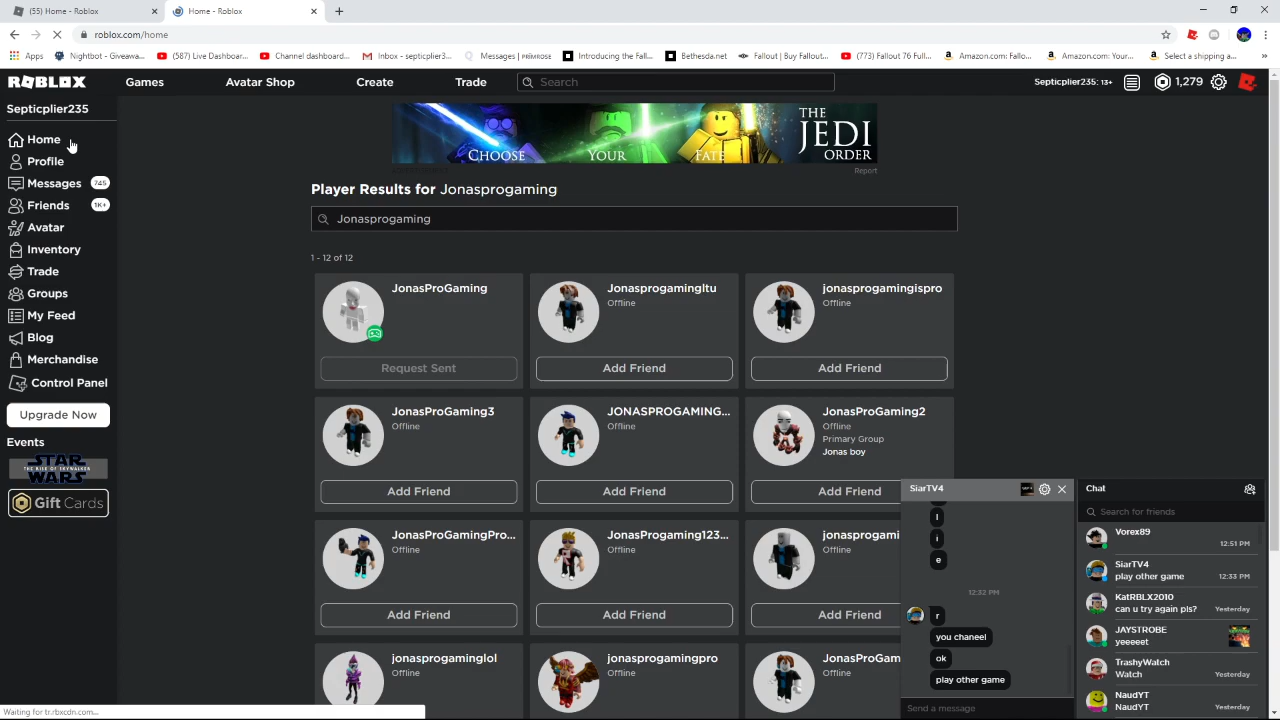 (55) Home - Roblox
Home - Roblox
roblox.com/home
Apps
Nightbot - Giveawa...
(587) Live Dashboar...
Channel dashboard...
Inbox - septicplier3...
Messages | PRIMROSE
Introducing the Fall...
Bethesda.net
Fallout | Buy Fallout...
(773) Fallout 76 Full...
Amazon.com: Fallo...
Amazon.com: Your...
Select a shipping a...
ROBLOX
Games
Avatar Shop
Create
Trade
Search
Septicplier235: 13+
1,279
Septicplier235
Home
Profile
Messages
745
Friends
1K+
Avatar
Inventory
Trade
Groups
My Feed
Blog
Merchandise
Control Panel
Upgrade Now
Events
STAR
THE RISE OF SKYWALKER
WARS
Gift Cards
CHOOSE YOUR FATE
THE
JEDI
ORDER
ADVERTISEMENT
Report
Player Results for Jonasprogaming
Jonasprogaming
1 - 12 of 12
JonasProGaming
Request Sent
Offline
Add Friend
jonasprogamingispro
Offline
Add Friend
JonasProGaming3
Offline
Add Friend
JONASPROGAMING...
Offline
Add Friend
JonasProGaming2
Offline
Primary Group
Jonas boy
Add Friend
JonasProGamingPro...
Offline
Add Friend
JonasProgaming123...
Offline
Add Friend
jonasprogaming
Offline
Add Friend
jonasprogaminglol
Offline
jonasprogamingpro
Offline
JonasProGam
Offline
SiarTV4
i
e
12:32 PM
r
you chaneel
ok
play other game
Send a message
Chat
Search for friends
Vorex89
12:51 PM
SiarTV4
play other game
12:33 PM
KatRBLX2010
can u try again pls?
Yesterday
JAYSTROBE
yeeeeet
TrashyWatch
Watch
Yesterday
NaudYT
NaudYT
Yesterday
Waiting for tr.rbxcdn.com...